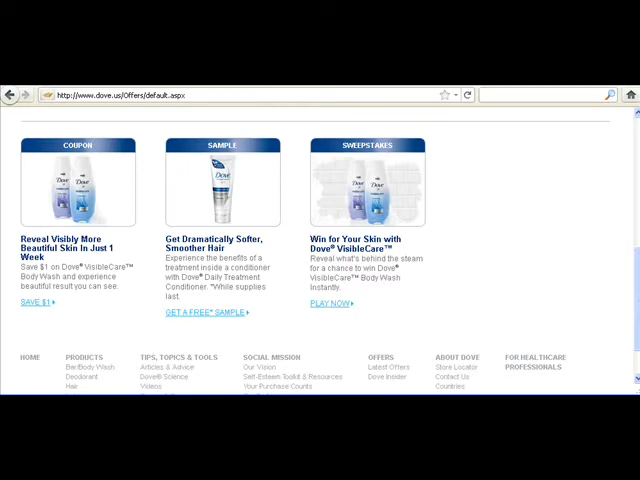 http://www.dove.us/Offers/default.aspx
COUPON
SAMPLE
SWEEPSTAKES
Dove
Dove
Dove
Dove
Dove
Reveal Visibly More
Beautiful Skin In Just 1
Week
Save $1 on Dove® VisibleCare™
Body Wash and experience
beautiful result you can see.
SAVE $1
Get Dramatically Softer,
Smoother Hair
Experience the benefits of a
treatment inside a conditioner
with Dove® Daily Treatment
Conditioner. *While supplies
last.
GET A FREE* SAMPLE
Win for Your Skin with
Dove® VisibleCare™
Reveal what's behind the steam
for a chance to win Dove®
VisibleCare™ Body Wash
Instantly.
PLAY NOW
HOME
PRODUCTS
Bar/Body Wash
Deodorant
Hair
TIPS, TOPICS & TOOLS
Articles & Advice
Dove® Science
Videos
SOCIAL MISSION
Our Vision
Self-Esteem Toolkit & Resources
Your Purchase Counts
OFFERS
Latest Offers
Dove Insider
ABOUT DOVE
Store Locator
Contact Us
Countries
FOR HEALTHCARE
PROFESSIONALS